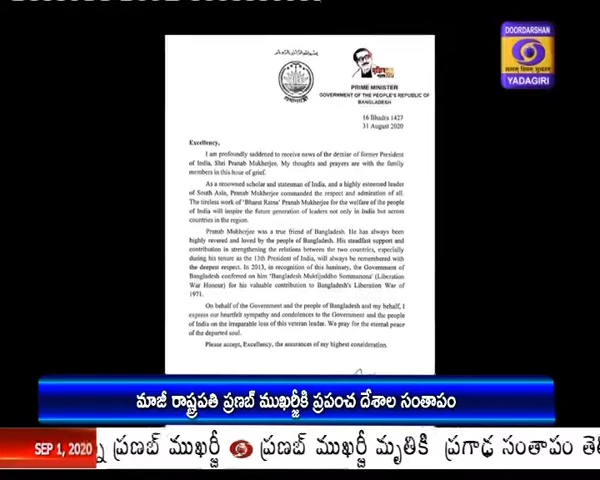 DOORDARSHAN
YADAGIRI
PRIME MINISTER
GOVERNMENT OF THE PEOPLE'S REPUBLIC OF
BANGLADESH
16 Bhadra 1427
31 August 2020
Excellency,
I am profoundly saddened to receive news of the demise of former President
of India, Shri Pranab Mukherjee. My thoughts and prayers are with the family
members in this hour of grief.
As a renowned scholar and statesman of India, and a highly esteemed leader
of South Asia, Pranab Mukherjee commanded the respect and admiration of all.
The tireless work of 'Bharat Ratna' Pranab Mukherjee for the welfare of the people
of India will inspire the future generation of leaders not only in India but across
countries in the region.
Pranab Mukherjee was a true friend of Bangladesh. He has always been
highly revered and loved by the people of Bangladesh. His steadfast support and
contribution in strengthening the relations between the two countries, especially
during his tenure as the 13th President of India, will always be remembered with
the deepest respect. In 2013, in recognition of this luminary, the Government of
Bangladesh conferred on him 'Bangladesh Muktijuddho Sommanona' (Liberation
War Honour) for his valuable contribution to Bangladesh's Liberation War of
1971.
On behalf of the Government and the people of Bangladesh and my behalf, I
express our heartfelt sympathy and condolences to the Government and the people
of India on the irreparable loss of this veteran leader. We pray for the eternal peace
of the departed soul.
Please accept, Excellency, the assurances of my highest consideration.
మాజీ రాష్ట్రపతి ప్రణబ్ ముఖర్జీకి ప్రపంచ దేశాల సంతాపం
SEP 1, 2020 ప్రణబ్ ముఖర్జీ ప్రణబ్ ముఖర్జీ మృతికి ప్రగాఢ సంతాపం